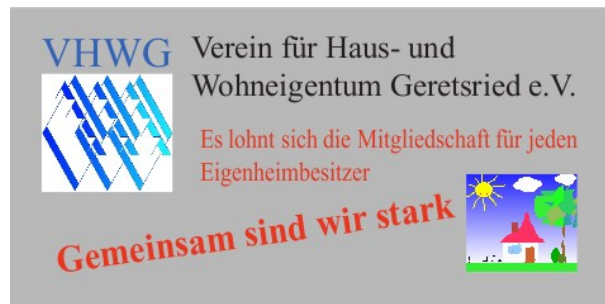 VHWG
Verein für Haus- und
Wohneigentum Geretsried e.V.
Es lohnt sich die Mitgliedschaft für jeden
Eigenheimbesitzer
Gemeinsam sind wir stark